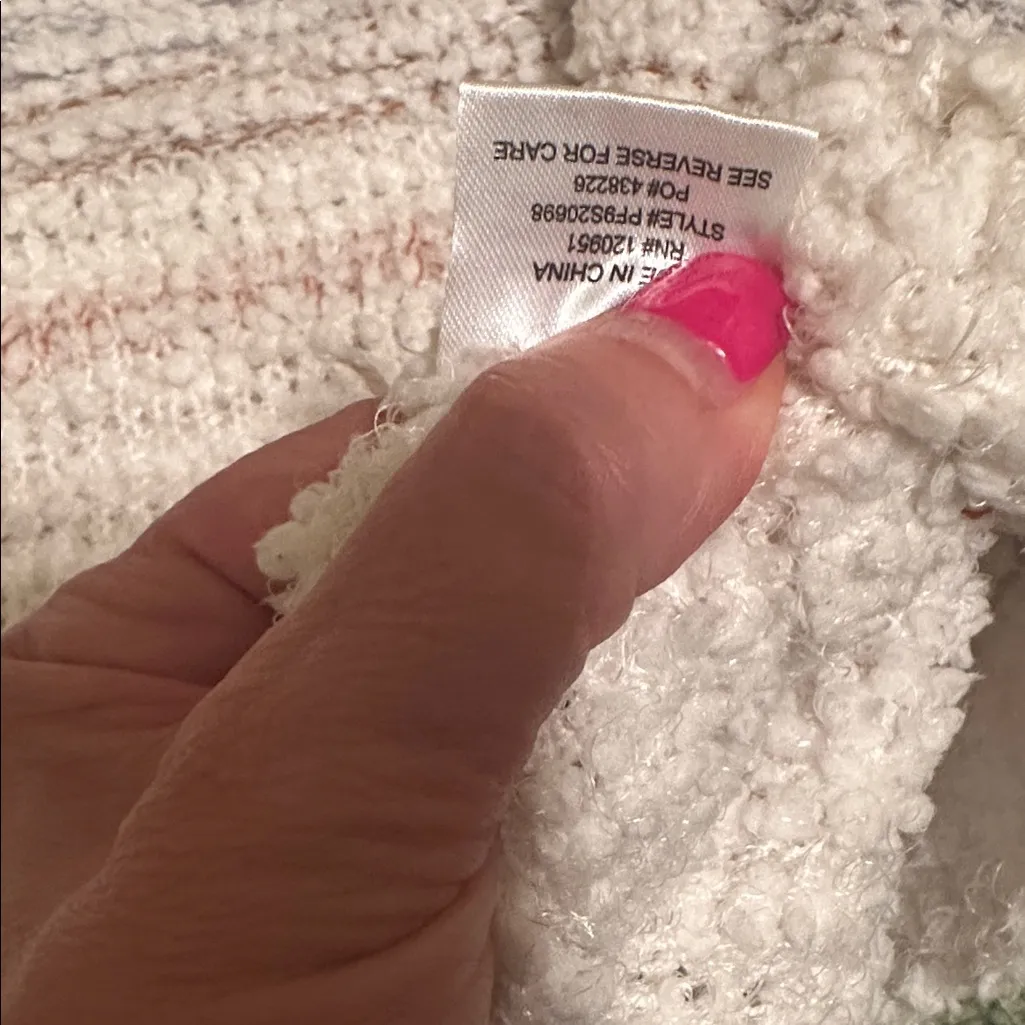 E IN CHINA
RN# 120951
STYLE# PF9S20698
PO# 438226
SEE REVERSE FOR CARE